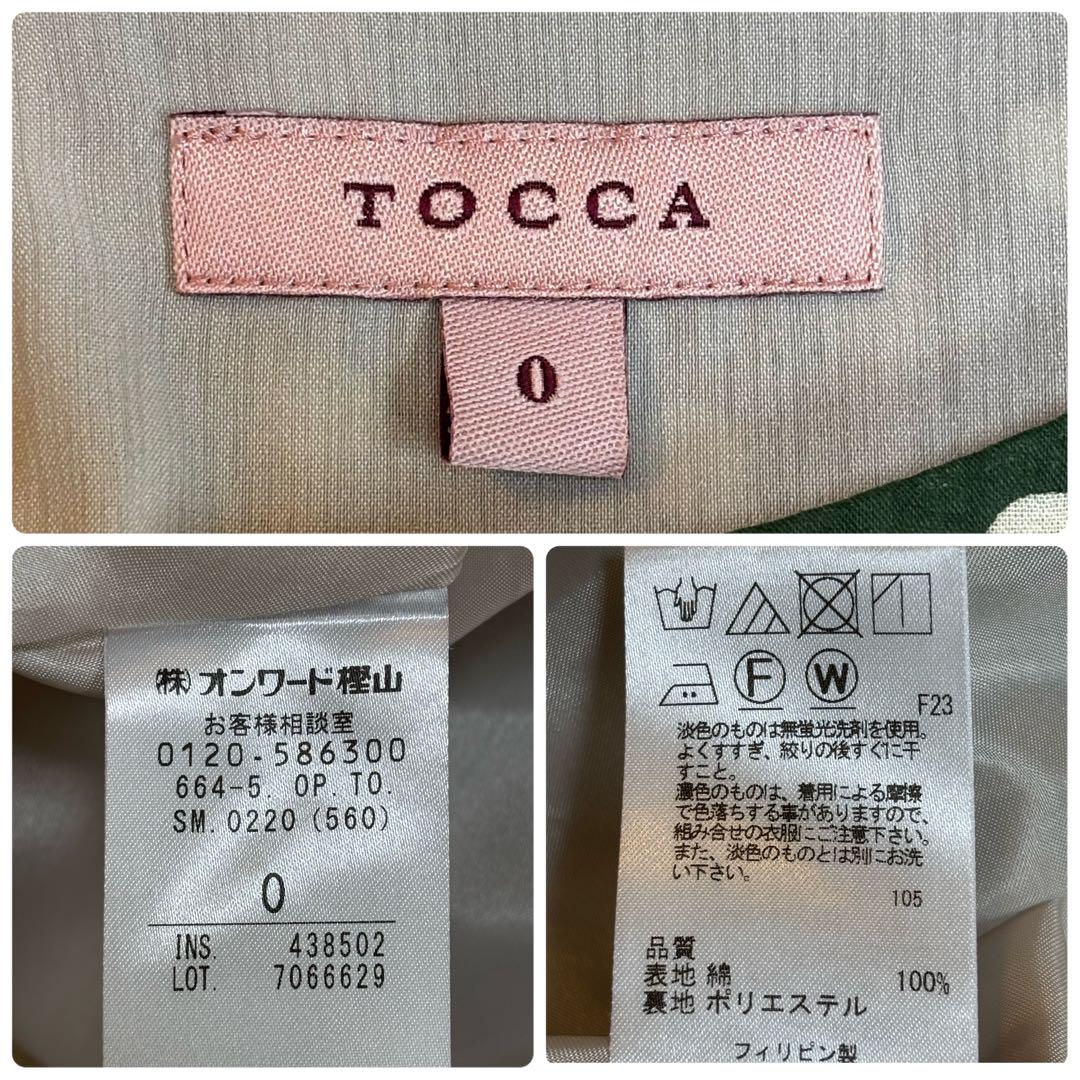 TOCCA
0
㈱オンワード樫山
お客様相談室
0120-586300
664-5. OP. TO.
SM. 0220 (560)
0
INS. 438502
LOT. 7066629
F W
F23
淡色のものは無蛍光洗剤を使用。
よくすすぎ、絞りの後すぐに干
すこと。
濃色のものは、着用による摩擦
で色落ちする事がありますので、
組み合せの衣服にご注意下さい。
また、淡色のものとは別にお洗
い下さい。
105
品質
表地 綿 100%
裏地 ポリエステル
フィリピン製